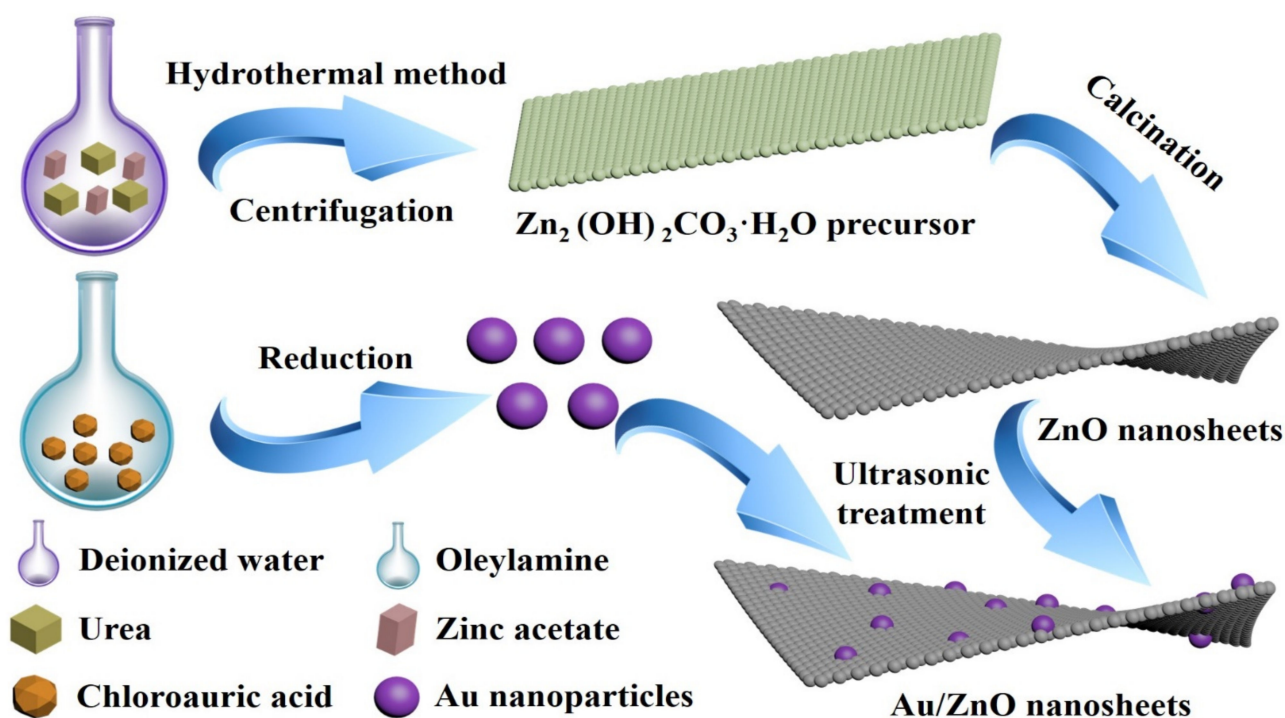 Hydrothermal method
Centrifugation
Zn₂ (OH) ₂CO₃·H₂O precursor
Calcination
Reduction
ZnO nanosheets
Ultrasonic
treatment
Deionized water
Oleylamine
Urea
Zinc acetate
Chloroauric acid
Au nanoparticles
Au/ZnO nanosheets